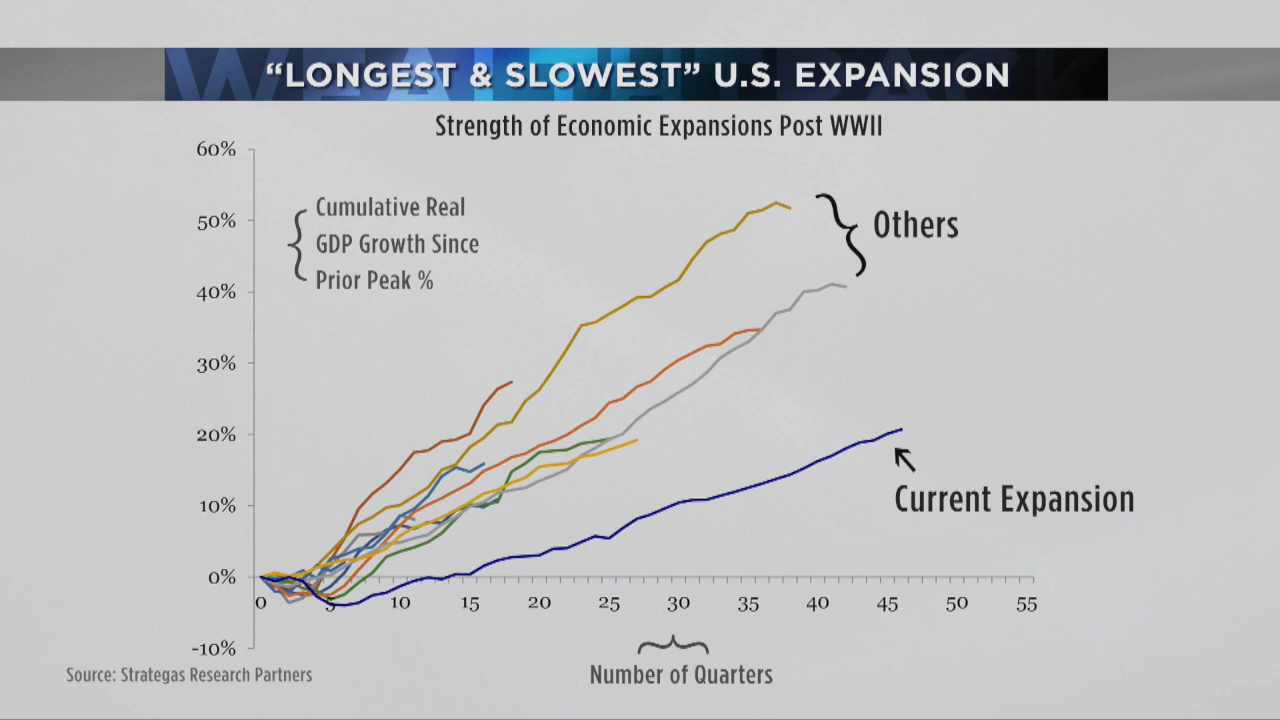 “LONGEST & SLOWEST” U.S. EXPANSION
Strength of Economic Expansions Post WWII
60%
50%
40%
30%
20%
10%
0%
-10%
Cumulative Real
GDP Growth Since
Prior Peak %
Others
Current Expansion
0 5 10 15 20 25 30 35 40 45 50 55
Number of Quarters
Source: Strategas Research Partners